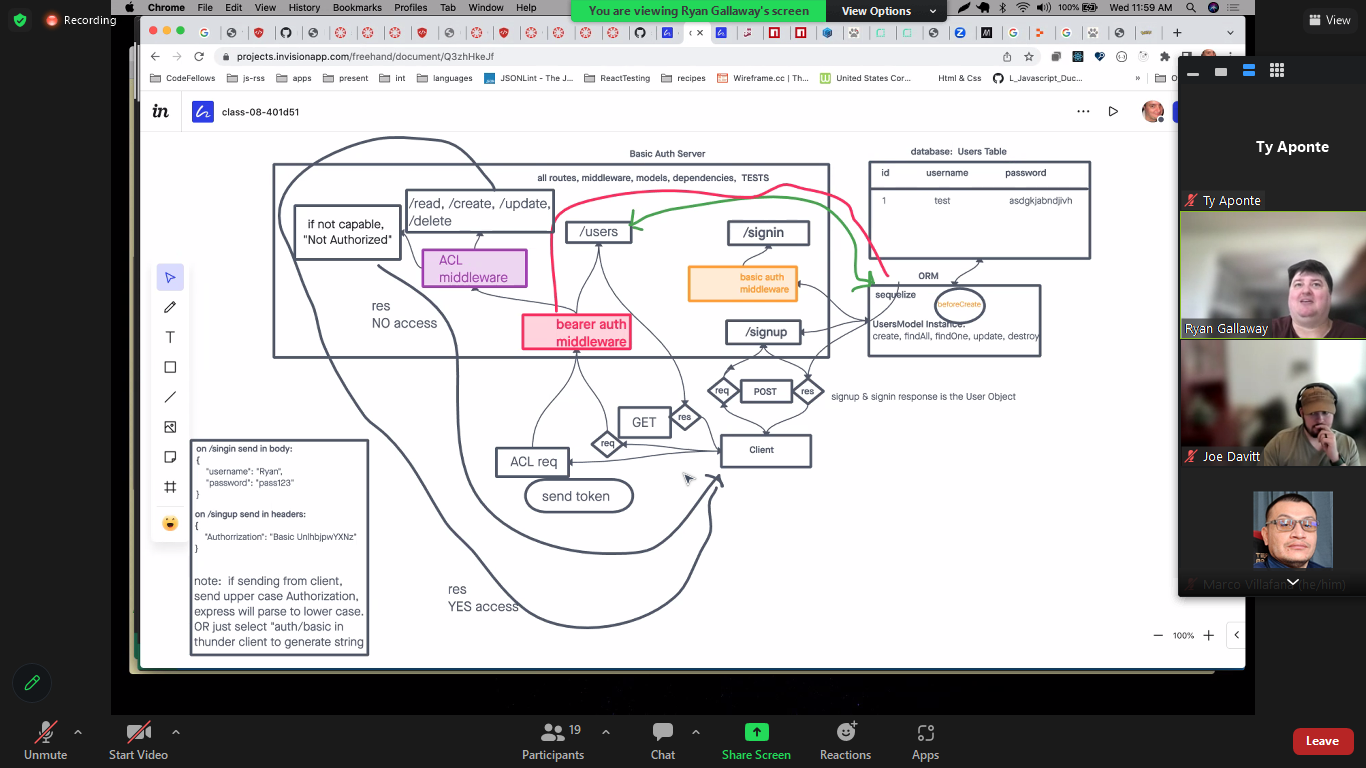 Recording
Chrome File Edit View History Bookmarks Profiles Tab Window Help
You are viewing Ryan Gallaway's screen
View Options
100%
Wed 11:59 AM
View
projects.invisionapp.com/freehand/document/Q3zhHkeJf
CodeFellows
js-rss
apps
present
int
languages
JSONLint - The J...
ReactTesting
recipes
Wireframe.cc | Th...
United States Cor...
Html & Css
L_Javascript_Duc...
»
in
class-08-401d51
Basic Auth Server
all routes, middleware, models, dependencies, TESTS
/read, /create, /update,
/delete
if not capable,
"Not Authorized"
ACL
middleware
/users
/signin
basic auth
middleware
bearer auth
middleware
/signup
res
NO access
database: Users Table
id username password
1 test asdgkjabndjivh
ORM
sequelize
beforeCreate
UsersModel Instance:
create, findAll, findOne, update, destroy
req
POST
res
signup & signin response is the User Object
GET
res
req
Client
ACL req
send token
res
YES access
on /singin send in body:
{
"username": "Ryan",
"password": "pass123"
}
on /singup send in headers:
{
"Authorrization": "Basic UnlhbjpwYXNz"
}
note: if sending from client,
send upper case Authorization,
express will parse to lower case.
OR just select "auth/basic in
thunder client to generate string
100%
Ty Aponte
Ty Aponte
Ryan Gallaway
Joe Davitt
Marco Villafana (he/him)
Unmute
Start Video
Participants
19
Chat
Share Screen
Reactions
Apps
Leave